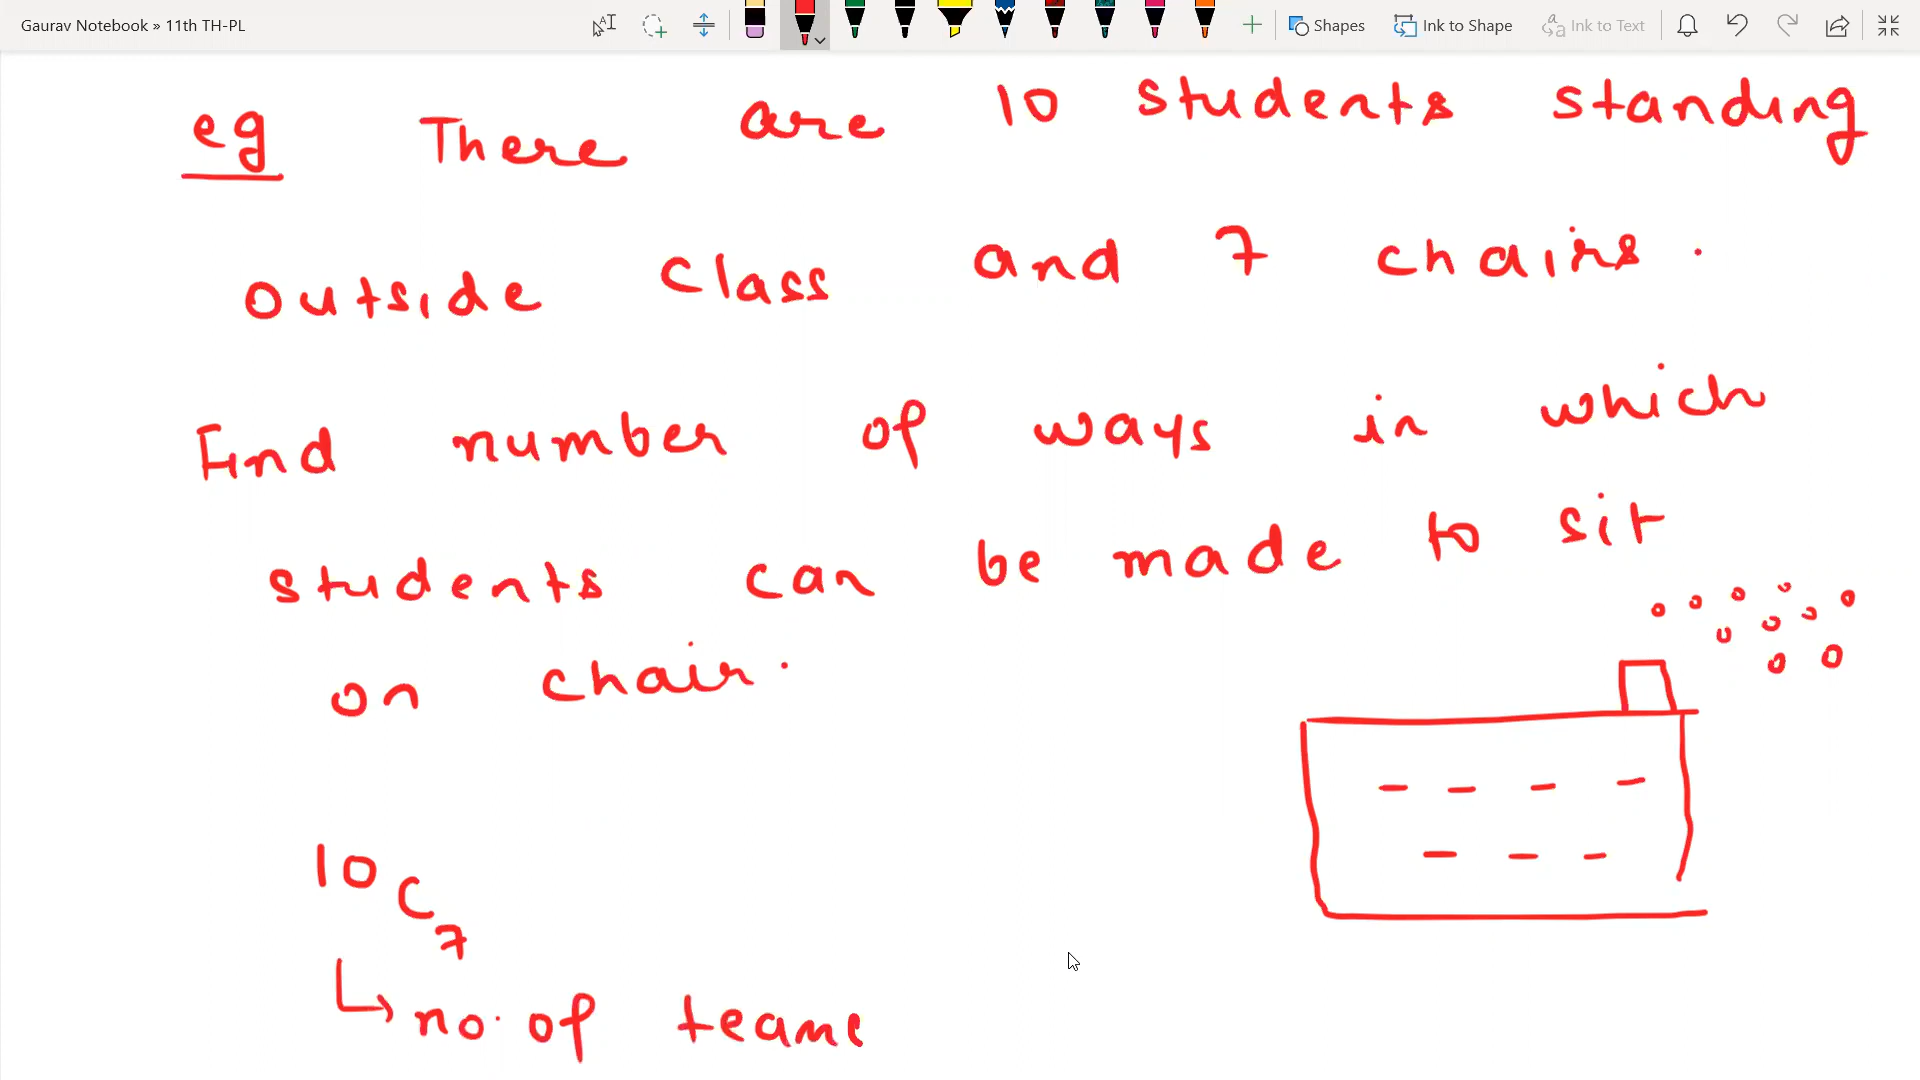 Gaurav Notebook » 11th TH-PL
Shapes
Ink to Shape
Ink to Text
eg There are 10 students standing
outside class and 7 chairs.
Find number of ways in which
students can be made to sit
on chair.
10C7
↳ no. of teams